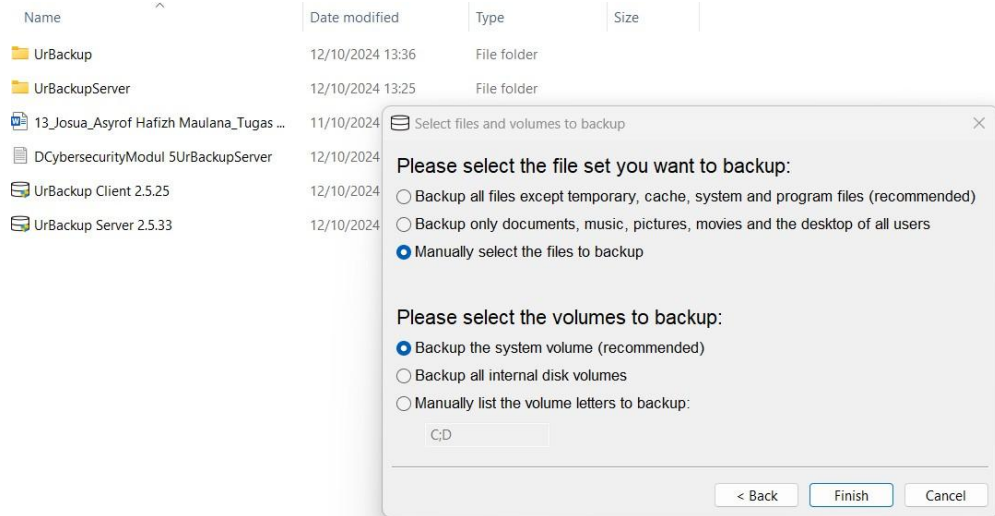 Name Date modified Type Size
UrBackup 12/10/2024 13:36 File folder
UrBackupServer 12/10/2024 13:25 File folder
13_Josua_Asyrof Hafizh Maulana_Tugas ... 11/10/2024
DCybersecurityModul 5UrBackupServer 12/10/2024
UrBackup Client 2.5.25 12/10/2024
UrBackup Server 2.5.33 12/10/2024
Select files and volumes to backup
Please select the file set you want to backup:
Backup all files except temporary, cache, system and program files (recommended)
Backup only documents, music, pictures, movies and the desktop of all users
Manually select the files to backup
Please select the volumes to backup:
Backup the system volume (recommended)
Backup all internal disk volumes
Manually list the volume letters to backup:
C;D
< Back Finish Cancel